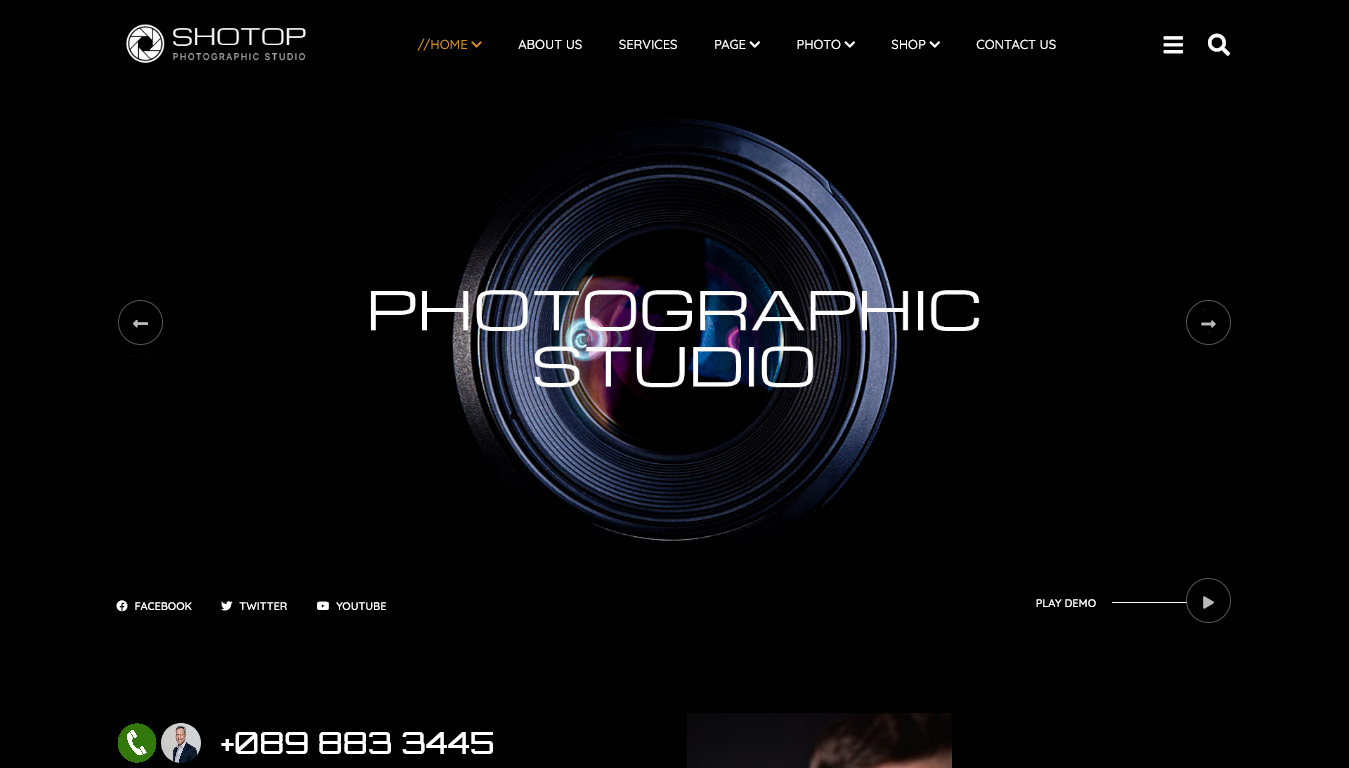 SHOTOP
PHOTOGRAPHIC STUDIO
//HOME
ABOUT US
SERVICES
PAGE
PHOTO
SHOP
CONTACT US
PHOTOGRAPHIC
STUDIO
FACEBOOK
TWITTER
YOUTUBE
PLAY DEMO
+089 883 3445